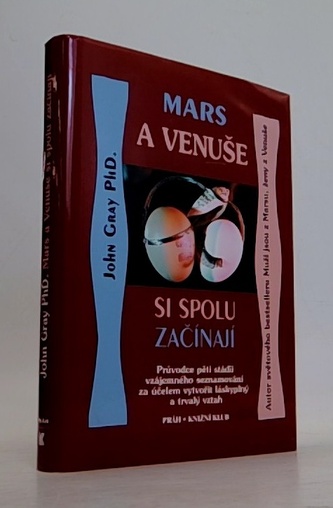 MARS
A VENUŠE
SI SPOLU
ZAČÍNAJÍ
Průvodce pěti stádii
vzájemného seznamování
za účelem vytvořit láskyplný
a trvalý vztah
PRÁH • KNIŽNÍ KLUB
JOHN GRAY PHD.
Autor světového bestselleru Muži jsou z Marsu, ženy z Venuše
John Gray PhD. Mars a Venuše si spolu začínají